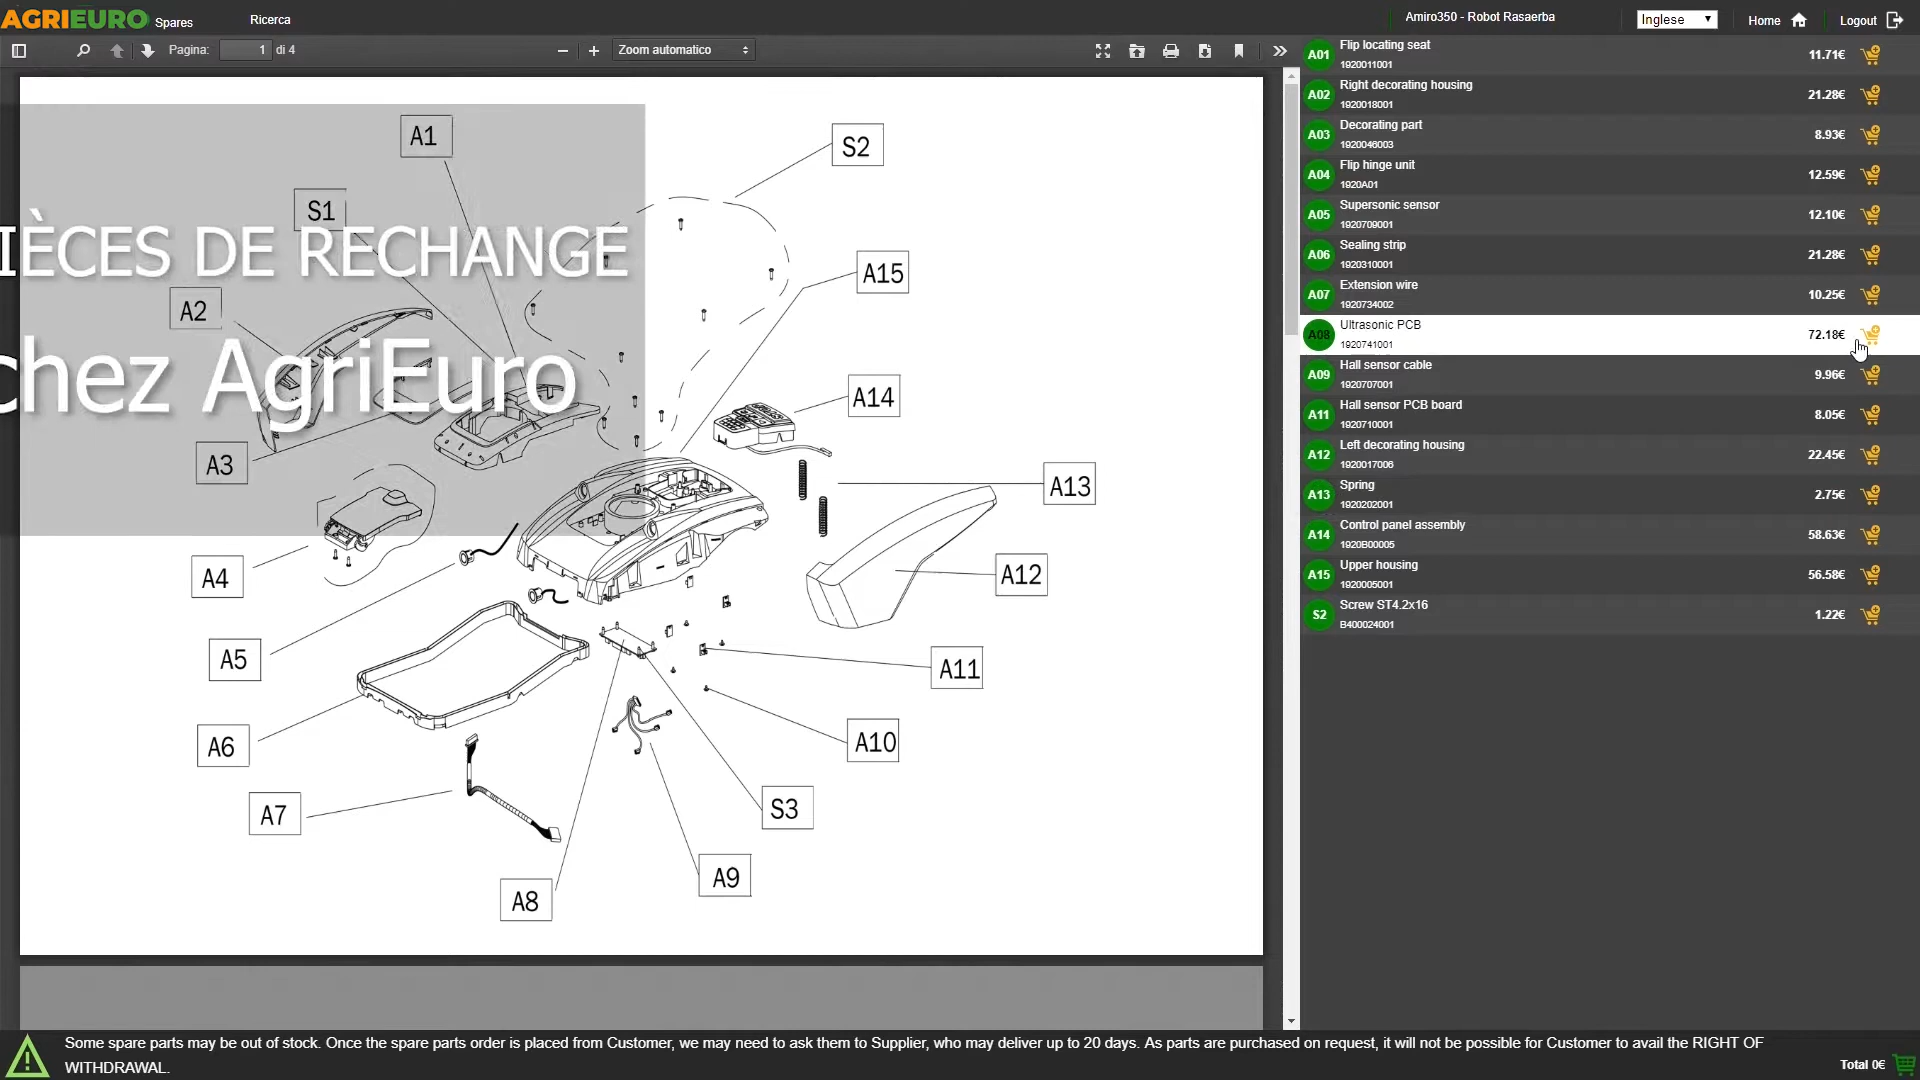 AGRIEURO Spares
Ricerca
Amiro350 - Robot Rasaerba
Inglese
Home
Logout
Pagina: 1 di 4
Zoom automatico
A1
S2
S1
A15
IÈCES DE RECHANGE
A2
chez AgriEuro
A14
A3
A13
A4
A12
A5
A11
A6
A10
A7
S3
A9
A8
A01 Flip locating seat 11.71€
1920011001
A02 Right decorating housing 21.28€
1920018001
A03 Decorating part 8.93€
1920046003
A04 Flip hinge unit 12.59€
1920A01
A05 Supersonic sensor 12.10€
1920709001
A06 Sealing strip 21.28€
1920310001
A07 Extension wire 10.25€
1920734002
A08 Ultrasonic PCB 72.18€
1920741001
A09 Hall sensor cable 9.96€
1920707001
A11 Hall sensor PCB board 8.05€
1920710001
A12 Left decorating housing 22.45€
1920017006
A13 Spring 2.75€
1920202001
A14 Control panel assembly 58.63€
1920B00005
A15 Upper housing 56.58€
1920005001
S2 Screw ST4.2x16 1.22€
B400024001
Some spare parts may be out of stock. Once the spare parts order is placed from Customer, we may need to ask them to Supplier, who may deliver up to 20 days. As parts are purchased on request, it will not be possible for Customer to avail the RIGHT OF
WITHDRAWAL.
Total 0€